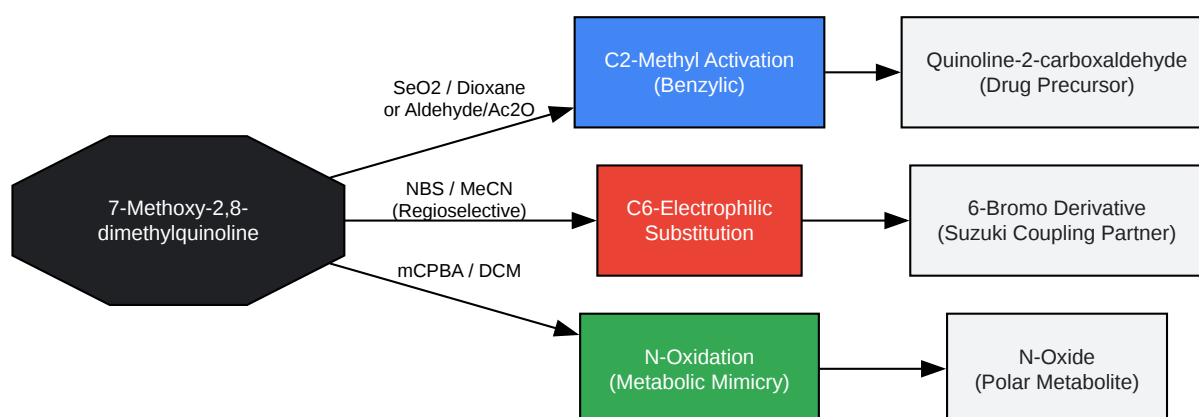 7-Methoxy-2,8-
dimethylquinoline
SeO2 / Dioxane
or Aldehyde/Ac2O
C2-Methyl Activation
(Benzylic)
Quinoline-2-carboxaldehyde
(Drug Precursor)
NBS / MeCN
(Regioselective)
C6-Electrophilic
Substitution
6-Bromo Derivative
(Suzuki Coupling Partner)
mCPBA / DCM
N-Oxidation
(Metabolic Mimicry)
N-Oxide
(Polar Metabolite)